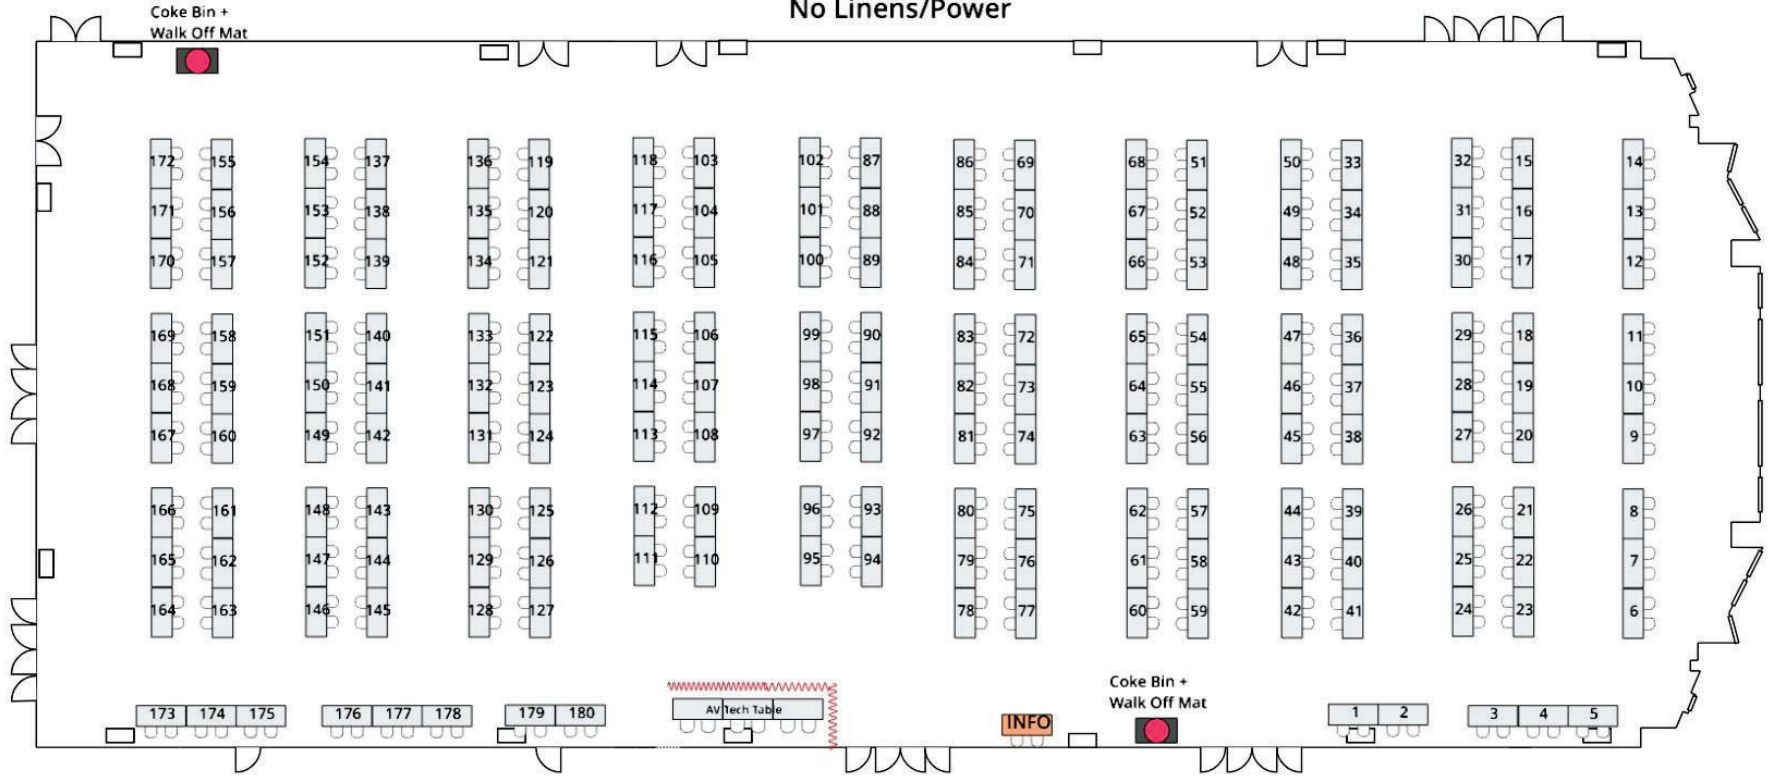 No Linens/Power
Coke Bin +
Walk Off Mat
172 155 154 137 136 119 118 103 102 87 86 69 68 51 50 33 32 15 14
171 156 153 138 135 120 117 104 101 88 85 70 67 52 49 34 31 16 13
170 157 152 139 134 121 116 105 100 89 84 71 66 53 48 35 30 17 12
169 158 151 140 133 122 115 106 99 90 83 72 65 54 47 36 29 18 11
168 159 150 141 132 123 114 107 98 91 82 73 64 55 46 37 28 19 10
167 160 149 142 131 124 113 108 97 92 81 74 63 56 45 38 27 20 9
166 161 148 143 130 125 112 109 96 93 80 75 62 57 44 39 26 21 8
165 162 147 144 129 126 111 110 95 94 79 76 61 58 43 40 25 22 7
164 163 146 145 128 127 78 77 60 59 42 41 24 23 6
Coke Bin +
Walk Off Mat
173 174 175 176 177 178 179 180 AV Tech Table INFO 1 2 3 4 5